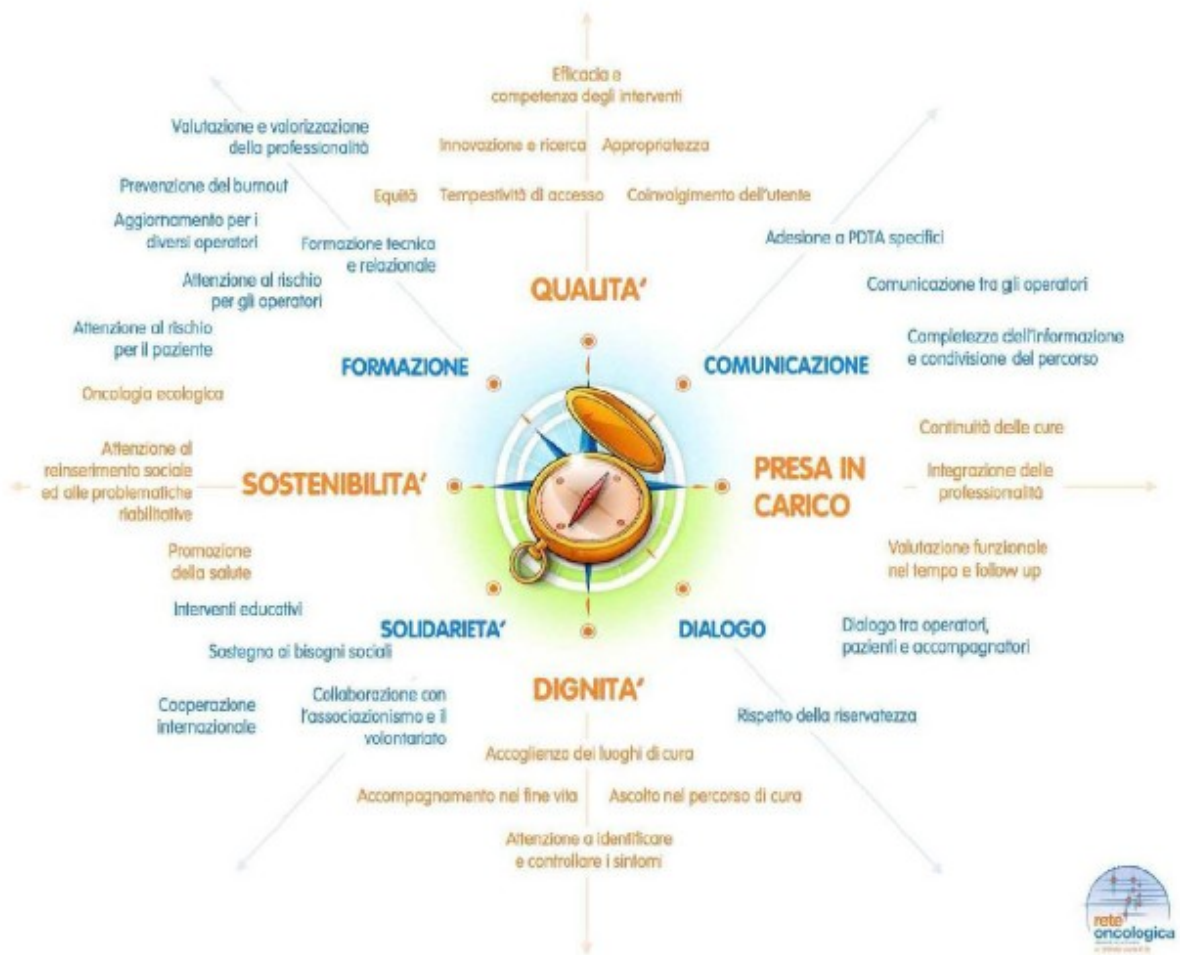 Efficacia e
competenza degli interventi
Innovazione e ricerca
Appropriatezza
Equità
Tempestività di accesso
Coinvolgimento dell'utente
QUALITA'
Adesione a PDTA specifici
Comunicazione tra gli operatori
Completezza dell'informazione
e condivisione del percorso
COMUNICAZIONE
Continuità delle cure
Integrazione delle
professionalità
Valutazione funzionale
nel tempo e follow up
PRESA IN
CARICO
Dialogo tra operatori,
pazienti e accompagnatori
Rispetto della riservatezza
DIALOGO
DIGNITA'
Accoglienza dei luoghi di cura
Accompagnamento nel fine vita
Ascolto nel percorso di cura
Attenzione a identificare
e controllare i sintomi
SOLIDARIETA'
Interventi educativi
Sostegno ai bisogni sociali
Cooperazione
internazionale
Collaborazione con
l'associazionismo e il
volontariato
SOSTENIBILITA'
Oncologia ecologica
Attenzione al
reinserimento sociale
ed alle problematiche
riabilitative
Promozione
della salute
FORMAZIONE
Valutazione e valorizzazione
della professionalità
Prevenzione del burnout
Aggiornamento per i
diversi operatori
Formazione tecnica
e relazionale
Attenzione al rischio
per gli operatori
Attenzione al rischio
per il paziente
rete
oncologica